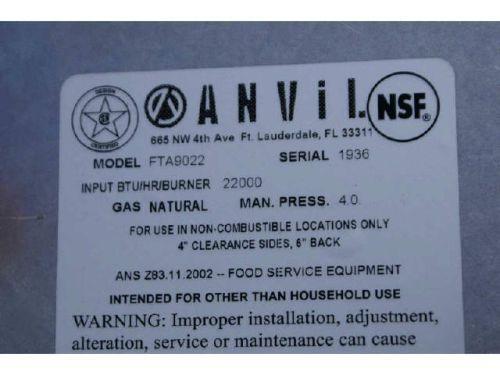 DESIGN
CERTIFIED
ANViL
NSF®
665 NW 4th Ave Ft. Lauderdale, FL 33311
MODEL FTA9022 SERIAL 1936
INPUT BTU/HR/BURNER 22000
GAS NATURAL MAN. PRESS. 4.0
FOR USE IN NON-COMBUSTIBLE LOCATIONS ONLY
4" CLEARANCE SIDES, 6" BACK
ANS Z83.11.2002 -- FOOD SERVICE EQUIPMENT
INTENDED FOR OTHER THAN HOUSEHOLD USE
WARNING: Improper installation, adjustment,
alteration, service or maintenance can cause